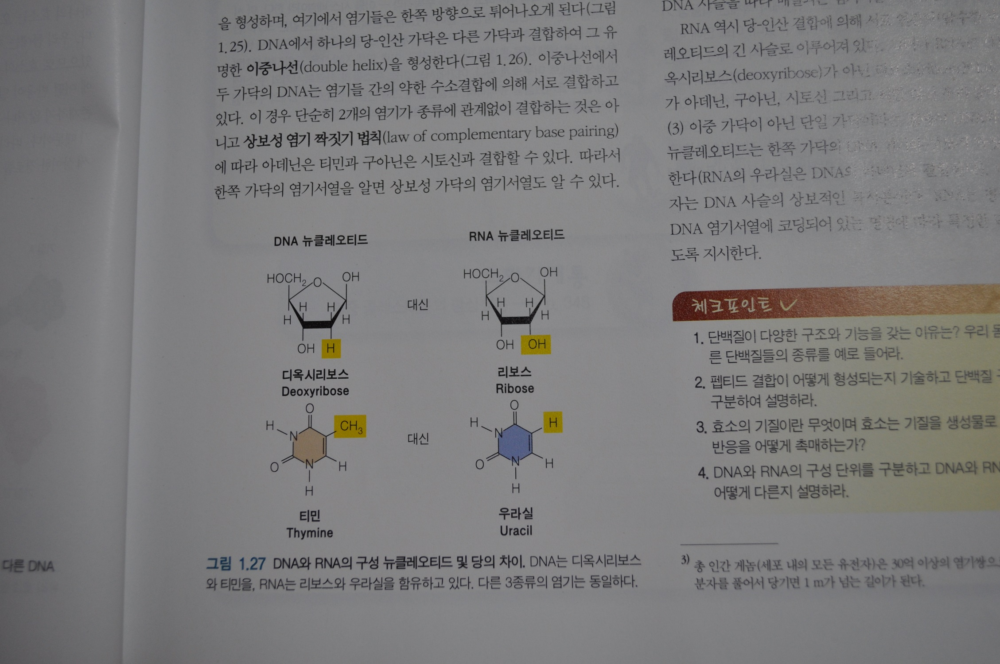 을 형성하며, 여기에서 염기들은 한쪽 방향으로 튀어나오게 된다(그림
1.25). DNA에서 하나의 당-인산 가닥은 다른 가닥과 결합하여 그 유
명한 이중나선(double helix)을 형성한다(그림 1.26). 이중나선에서
두 가닥의 DNA는 염기들 간의 약한 수소결합에 의해 서로 결합하고
있다. 이 경우 단순히 2개의 염기가 종류에 관계없이 결합하는 것은 아
니고 상보성 염기 짝짓기 법칙(law of complementary base pairing)
에 따라 아데닌은 티민과 구아닌은 시토신과 결합할 수 있다. 따라서
한쪽 가닥의 염기서열을 알면 상보성 가닥의 염기서열도 알 수 있다.
DNA 뉴클레오티드
RNA 뉴클레오티드
HOCH2 O OH
H H
H H
OH H
대신
HOCH2 O OH
H H
H H
OH OH
디옥시리보스
Deoxyribose
리보스
Ribose
O
H CH3
N
O N H
H
대신
O
H H
N
O N H
H
티민
Thymine
우라실
Uracil
그림 1.27 DNA와 RNA의 구성 뉴클레오티드 및 당의 차이. DNA는 디옥시리보스
와 티민을, RNA는 리보스와 우라실을 함유하고 있다. 다른 3종류의 염기는 동일하다.
다른 DNA
DNA 사슬을 따라
RNA 역시 당-인산 결합에 의해 서로
레오티드의 긴 사슬로 이루어져 있다.
옥시리보스(deoxyribose)가 아닌
가 아데닌, 구아닌, 시토신 그리고
(3) 이중 가닥이 아닌 단일
뉴클레오티드는 한쪽 가닥의
한다(RNA의 우라실은 DNA의
자는 DNA 사슬의 상보적인
DNA 염기서열에 코딩되어 있는 명령에 따라 특정한
도록 지시한다.
체크포인트
1. 단백질이 다양한 구조와 기능을 갖는 이유는? 우리
른 단백질들의 종류를 예로 들어라.
2. 펩티드 결합이 어떻게 형성되는지 기술하고 단백질
구분하여 설명하라.
3. 효소의 기질이란 무엇이며 효소는 기질을 생성물로
반응을 어떻게 촉매하는가?
4. DNA와 RNA의 구성 단위를 구분하고 DNA와 RN
어떻게 다른지 설명하라.
3) 총 인간 게놈(세포 내의 모든 유전자)은 30억 이상의 염기쌍으
분자를 풀어서 당기면 1 m가 넘는 길이가 된다.